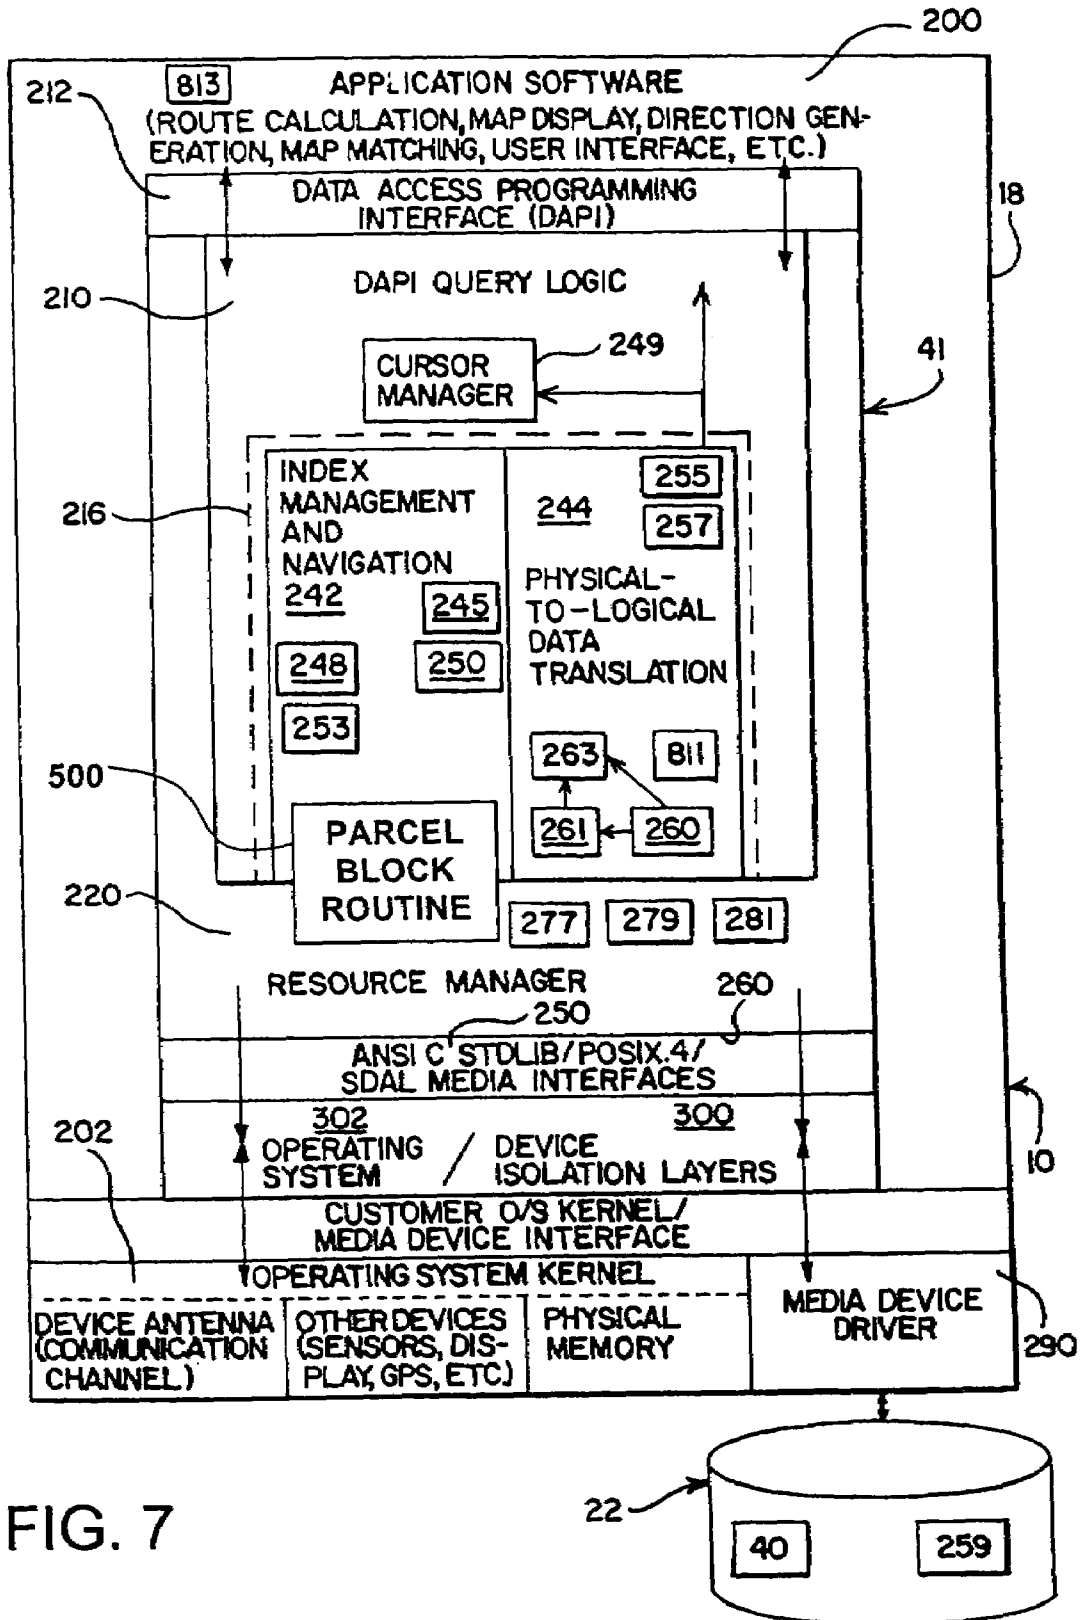 200
813
APPLICATION SOFTWARE
212
(ROUTE CALCULATION, MAP DISPLAY, DIRECTION GEN-
ERATION, MAP MATCHING, USER INTERFACE, ETC.)
DATA ACCESS PROGRAMMING
INTERFACE (DAPI)
18
210
DAPI QUERY LOGIC
249
41
CURSOR
MANAGER
216
INDEX
MANAGEMENT
AND
NAVIGATION
242
245
248
250
253
255
244
257
PHYSICAL-
TO-LOGICAL
DATA
TRANSLATION
263
811
261
260
500
PARCEL
BLOCK
ROUTINE
220
277
279
281
RESOURCE MANAGER
250
260
ANSI C STDLIB/POSIX.4/
SDAL MEDIA INTERFACES
302
300
202
OPERATING
SYSTEM
/
DEVICE
ISOLATION LAYERS
10
CUSTOMER O/S KERNEL/
MEDIA DEVICE INTERFACE
OPERATING SYSTEM KERNEL
DEVICE ANTENNA
(COMMUNICATION
CHANNEL)
OTHER DEVICES
(SENSORS, DIS-
PLAY, GPS, ETC.)
PHYSICAL
MEMORY
MEDIA DEVICE
DRIVER
290
22
40
259
FIG. 7